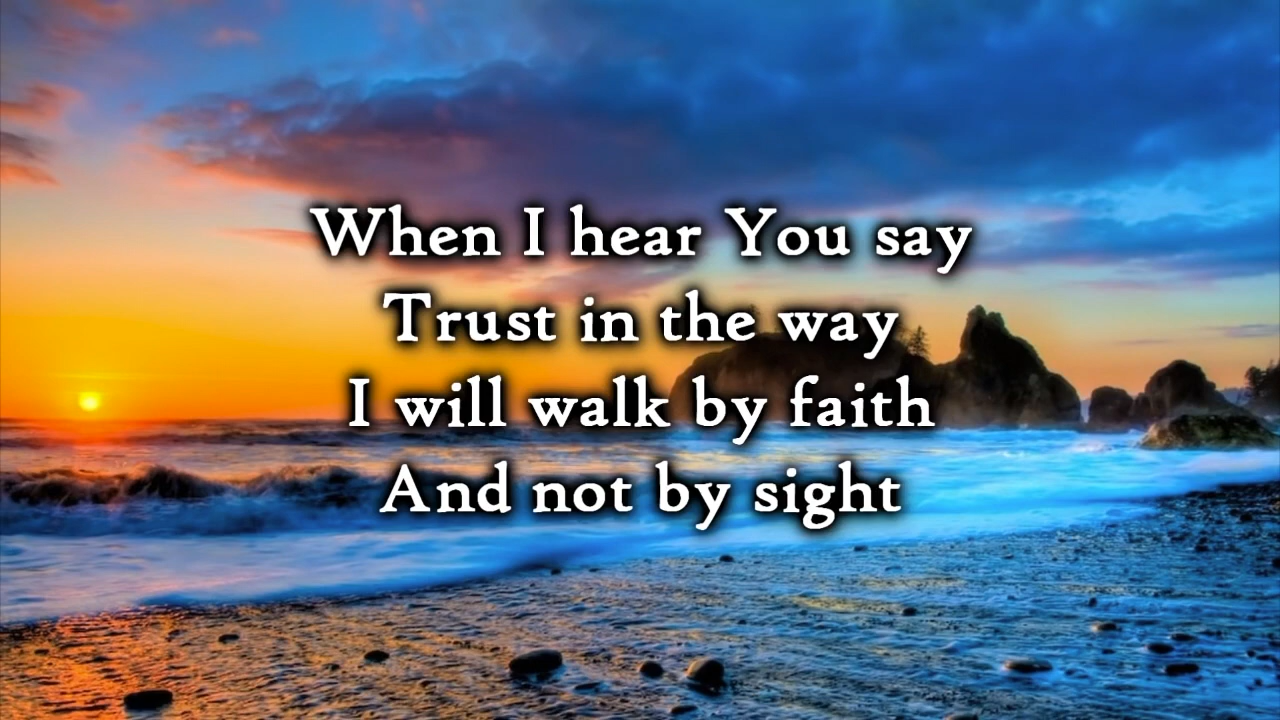 When I hear You say
Trust in the way
I will walk by faith
And not by sight